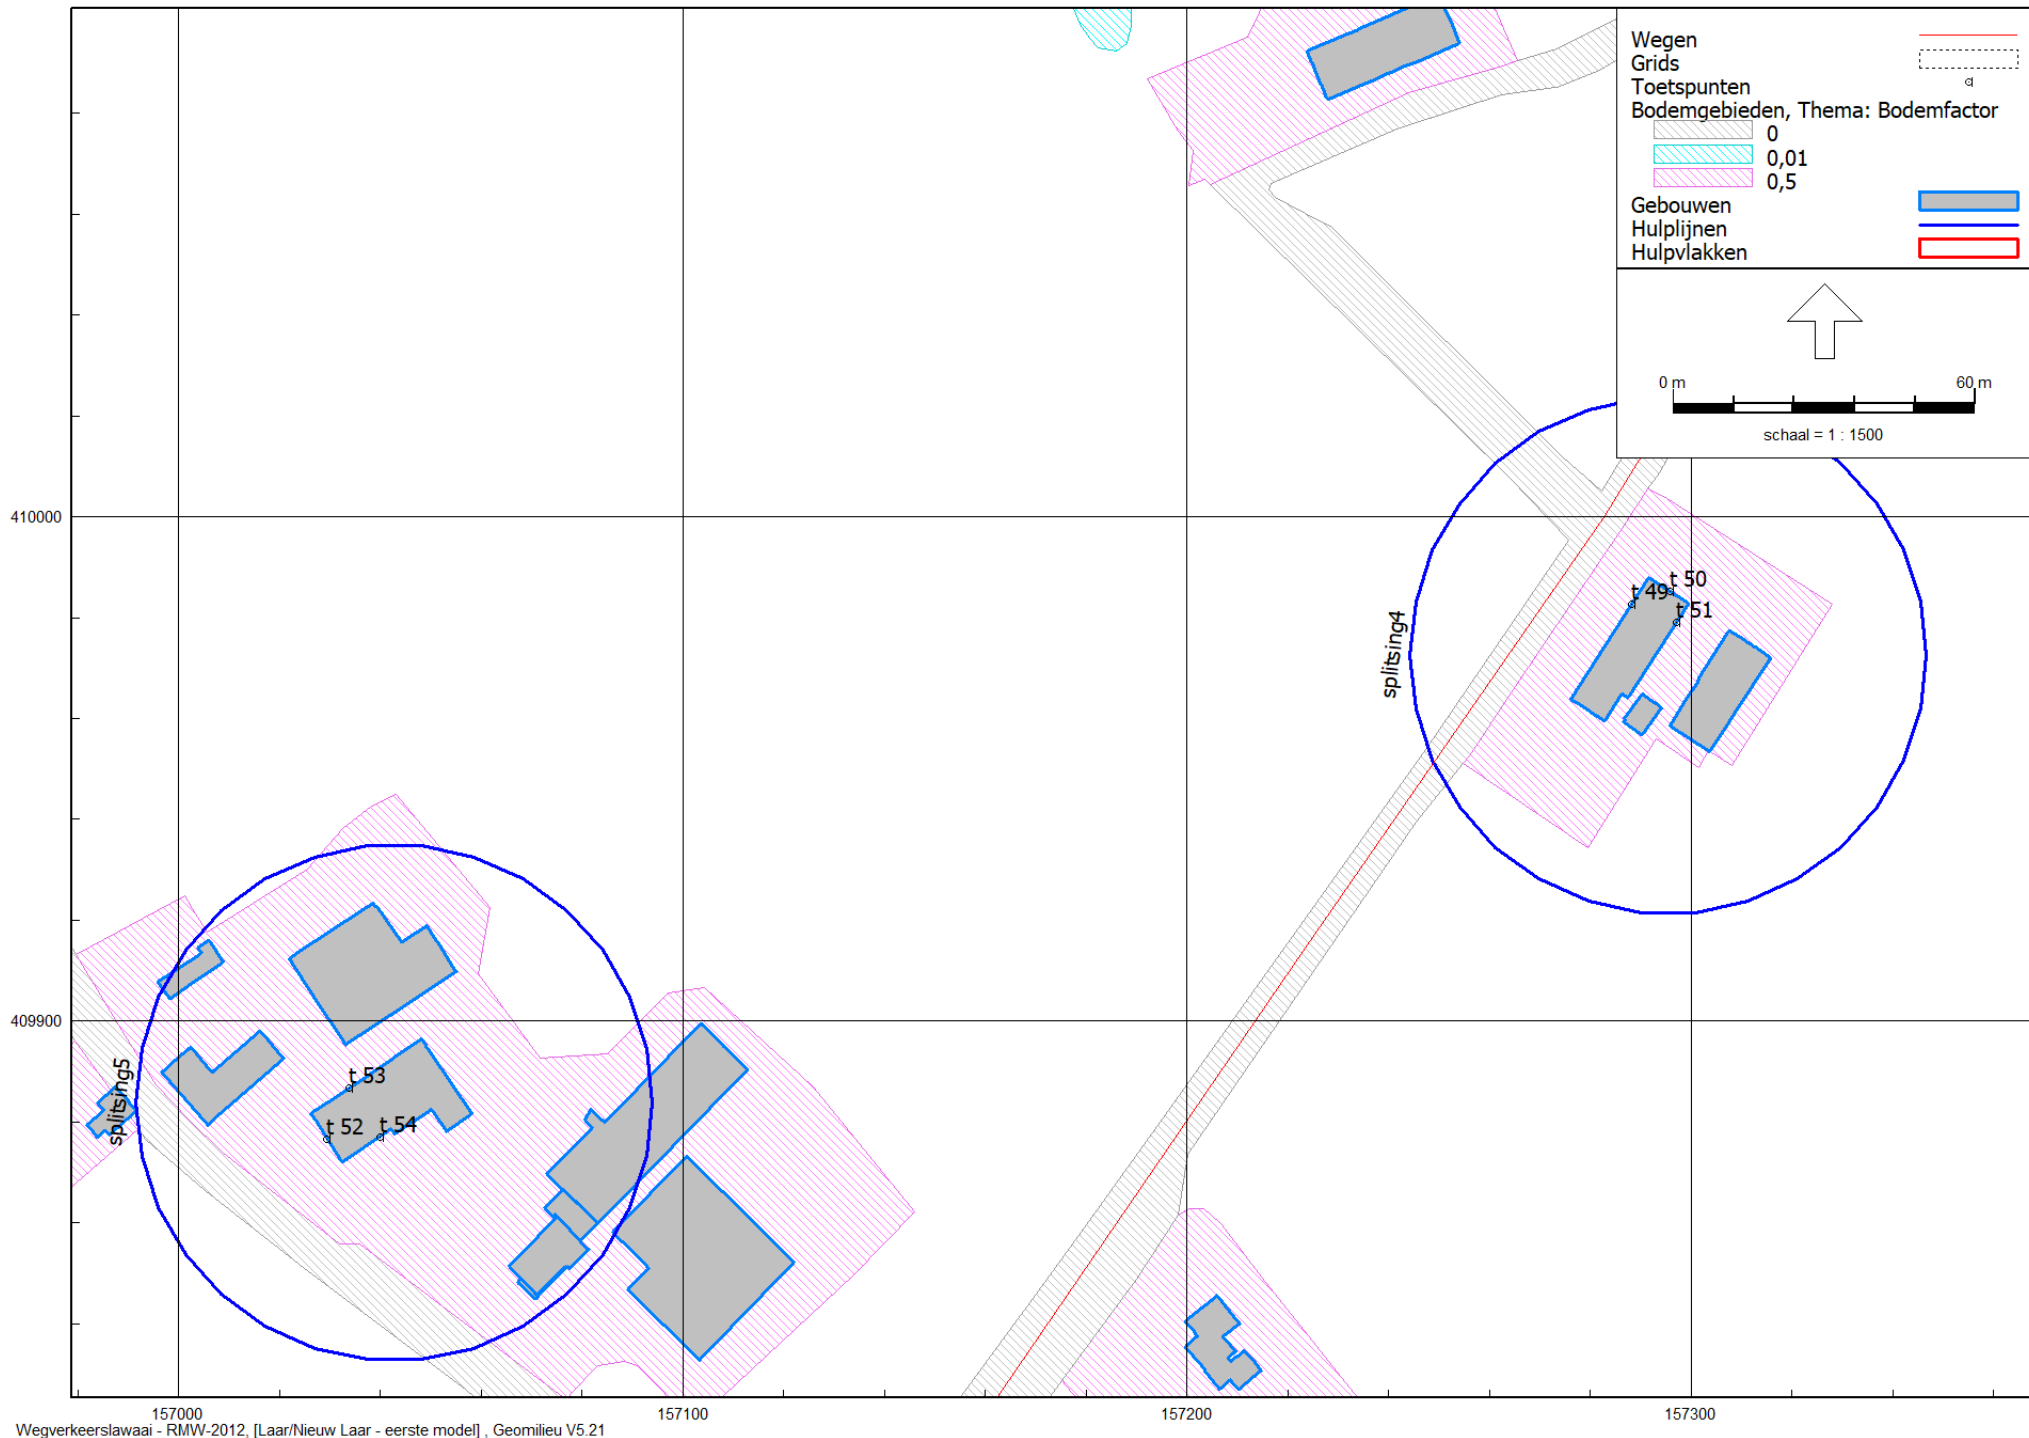 Wegen
Grids
Toetspunten
Bodemgebieden, Thema: Bodemfactor
0
0,01
0,5
Gebouwen
Hulplijnen
Hulpvlakken
0 m 60 m
schaal = 1 : 1500
410000
t 50
t 49
t 51
splitsing4
409900
t 53
splitsing5
t 52 t 54
157000 157100 157200 157300
Wegverkeerslawaai - RMW-2012, [Laar/Nieuw Laar - eerste model] , Geomilieu V5.21